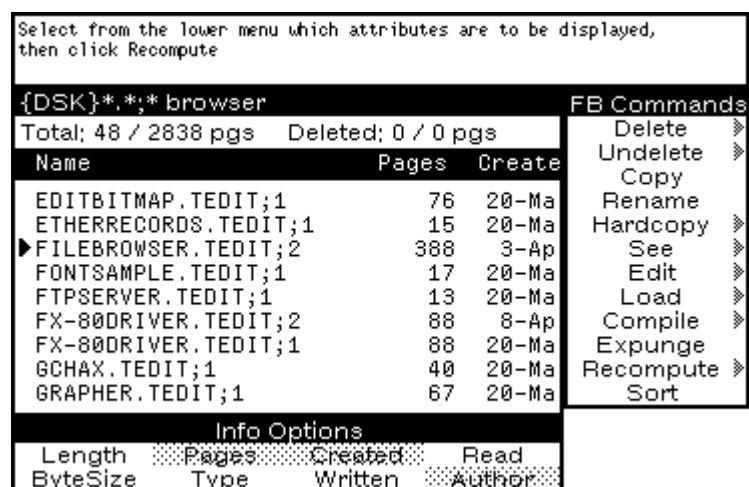 Select from the lower menu which attributes are to be displayed,
then click Recompute
{DSK}*.*;* browser
Total: 48 / 2838 pgs Deleted: 0 / 0 pgs
Name Pages Create
EDITBITMAP.TEDIT;1 76 20-Ma
ETHERRECORDS.TEDIT;1 15 20-Ma
FILEBROWSER.TEDIT;2 388 3-Ap
FONTSAMPLE.TEDIT;1 17 20-Ma
FTPSERVER.TEDIT;1 13 20-Ma
FX-80DRIVER.TEDIT;2 88 8-Ap
FX-80DRIVER.TEDIT;1 88 20-Ma
GCHAX.TEDIT;1 40 20-Ma
GRAPHER.TEDIT;1 67 20-Ma
FB Commands
Delete
Undelete
Copy
Rename
Hardcopy
See
Edit
Load
Compile
Expunge
Recompute
Sort
Info Options
Length Pages Created Read
ByteSize Type Written Author